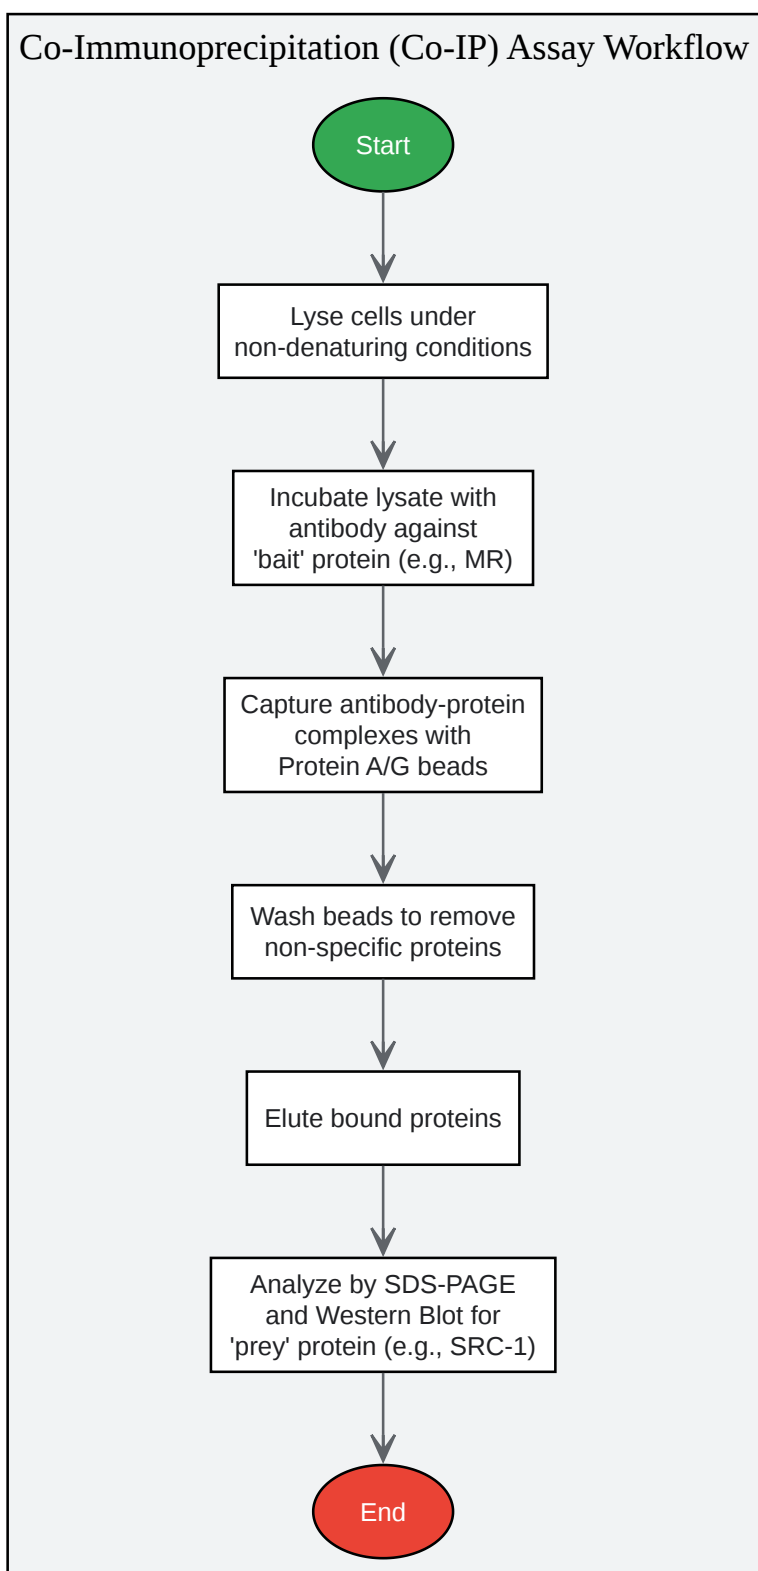 Co-Immunoprecipitation (Co-IP) Assay Workflow
Start
Lyse cells under
non-denaturing conditions
Incubate lysate with
antibody against
'bait' protein (e.g., MR)
Capture antibody-protein
complexes with
Protein A/G beads
Wash beads to remove
non-specific proteins
Elute bound proteins
Analyze by SDS-PAGE
and Western Blot for
'prey' protein (e.g., SRC-1)
End